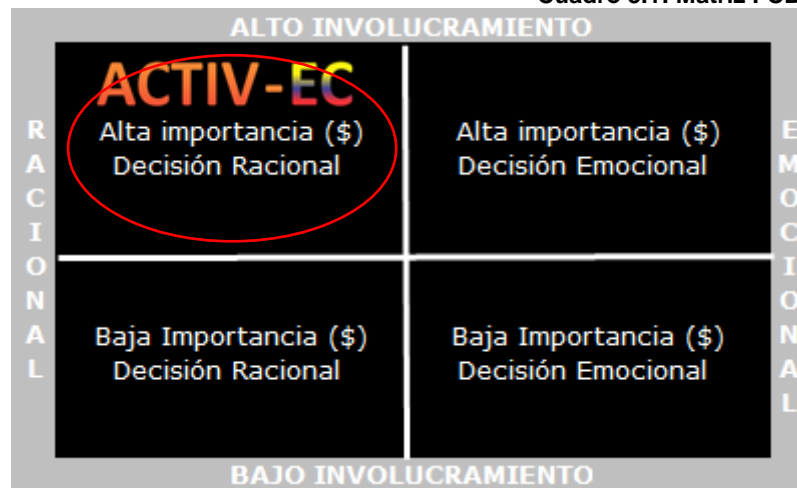 ALTO INVOLUCRAMIENTO
RACIONAL
ACTIV-EC
Alta importancia ($)
Decisión Racional
Alta importancia ($)
Decisión Emocional
EMOCIONAL
Baja Importancia ($)
Decisión Racional
Baja Importancia ($)
Decisión Emocional
BAJO INVOLUCRAMIENTO